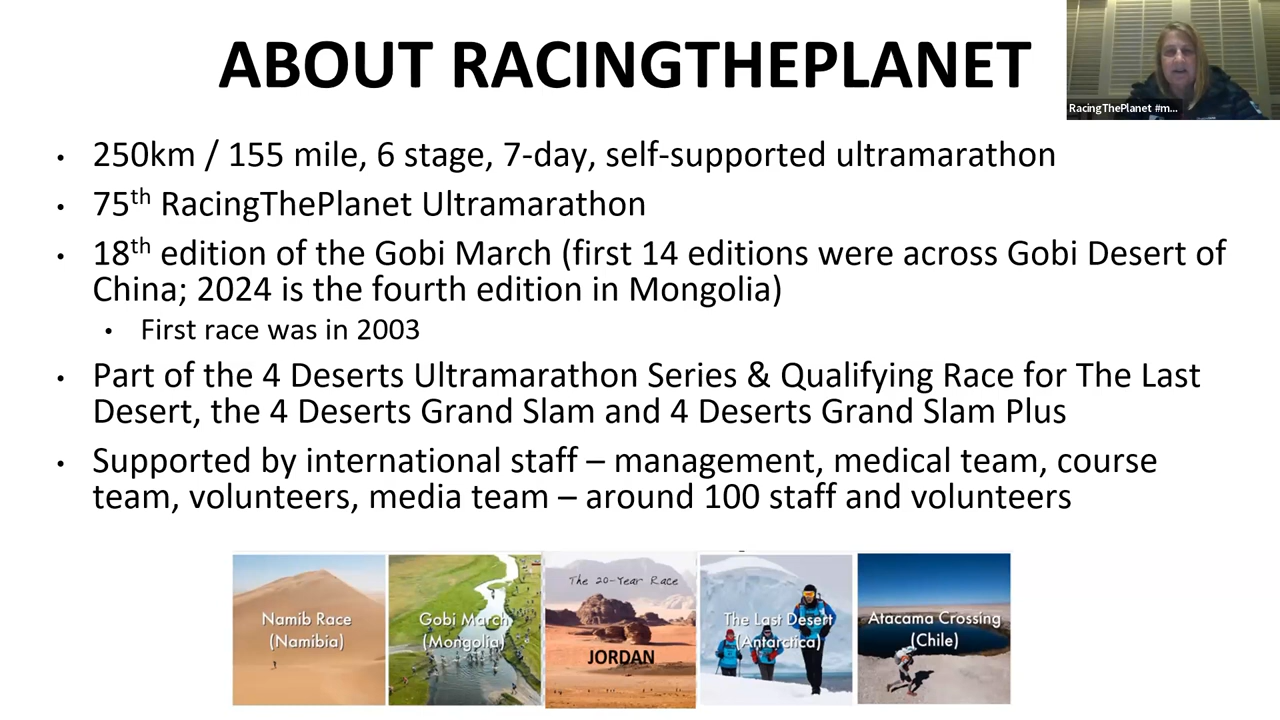 ABOUT RACINGTHEPLANET
RacingThePlanet #m...
• 250km / 155 mile, 6 stage, 7-day, self-supported ultramarathon
• 75th RacingThePlanet Ultramarathon
• 18th edition of the Gobi March (first 14 editions were across Gobi Desert of
China; 2024 is the fourth edition in Mongolia)
• First race was in 2003
• Part of the 4 Deserts Ultramarathon Series & Qualifying Race for The Last
Desert, the 4 Deserts Grand Slam and 4 Deserts Grand Slam Plus
• Supported by international staff – management, medical team, course
team, volunteers, media team – around 100 staff and volunteers
Namib Race
(Namibia)
Gobi March
(Mongolia)
The 20-Year Race
JORDAN
The Last Desert
(Antarctica)
Atacama Crossing
(Chile)